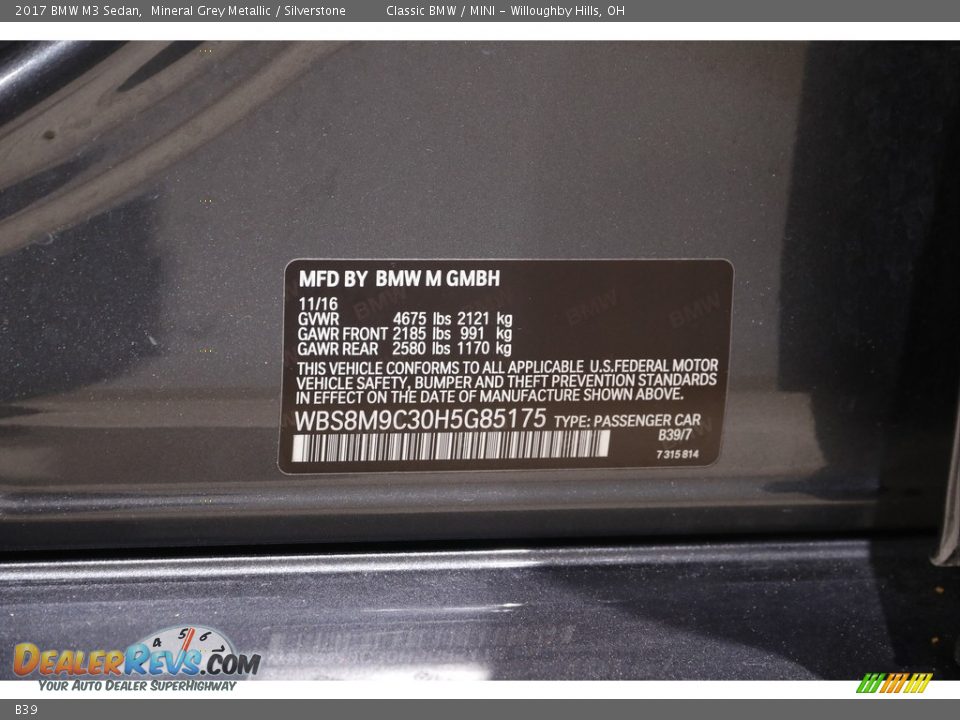 2017 BMW M3 Sedan, Mineral Grey Metallic / Silverstone Classic BMW / MINI - Willoughby Hills, OH
MFD BY BMW M GMBH
11/16
GVWR 4675 lbs 2121 kg
GAWR FRONT 2185 lbs 991 kg
GAWR REAR 2580 lbs 1170 kg
THIS VEHICLE CONFORMS TO ALL APPLICABLE U.S.FEDERAL MOTOR
VEHICLE SAFETY, BUMPER AND THEFT PREVENTION STANDARDS
IN EFFECT ON THE DATE OF MANUFACTURE SHOWN ABOVE.
WBS8M9C30H5G85175 TYPE: PASSENGER CAR
B39/7
7 315 814
4 5 6 7
DEALERREVS.COM
YOUR AUTO DEALER SUPERHIGHWAY
B39